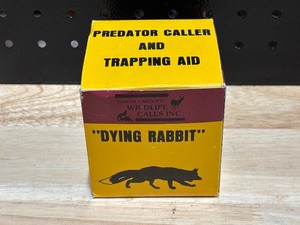 PREDATOR CALLER
AND
TRAPPING AID
WILDLIFE
CALLS INC.
"DYING RABBIT"